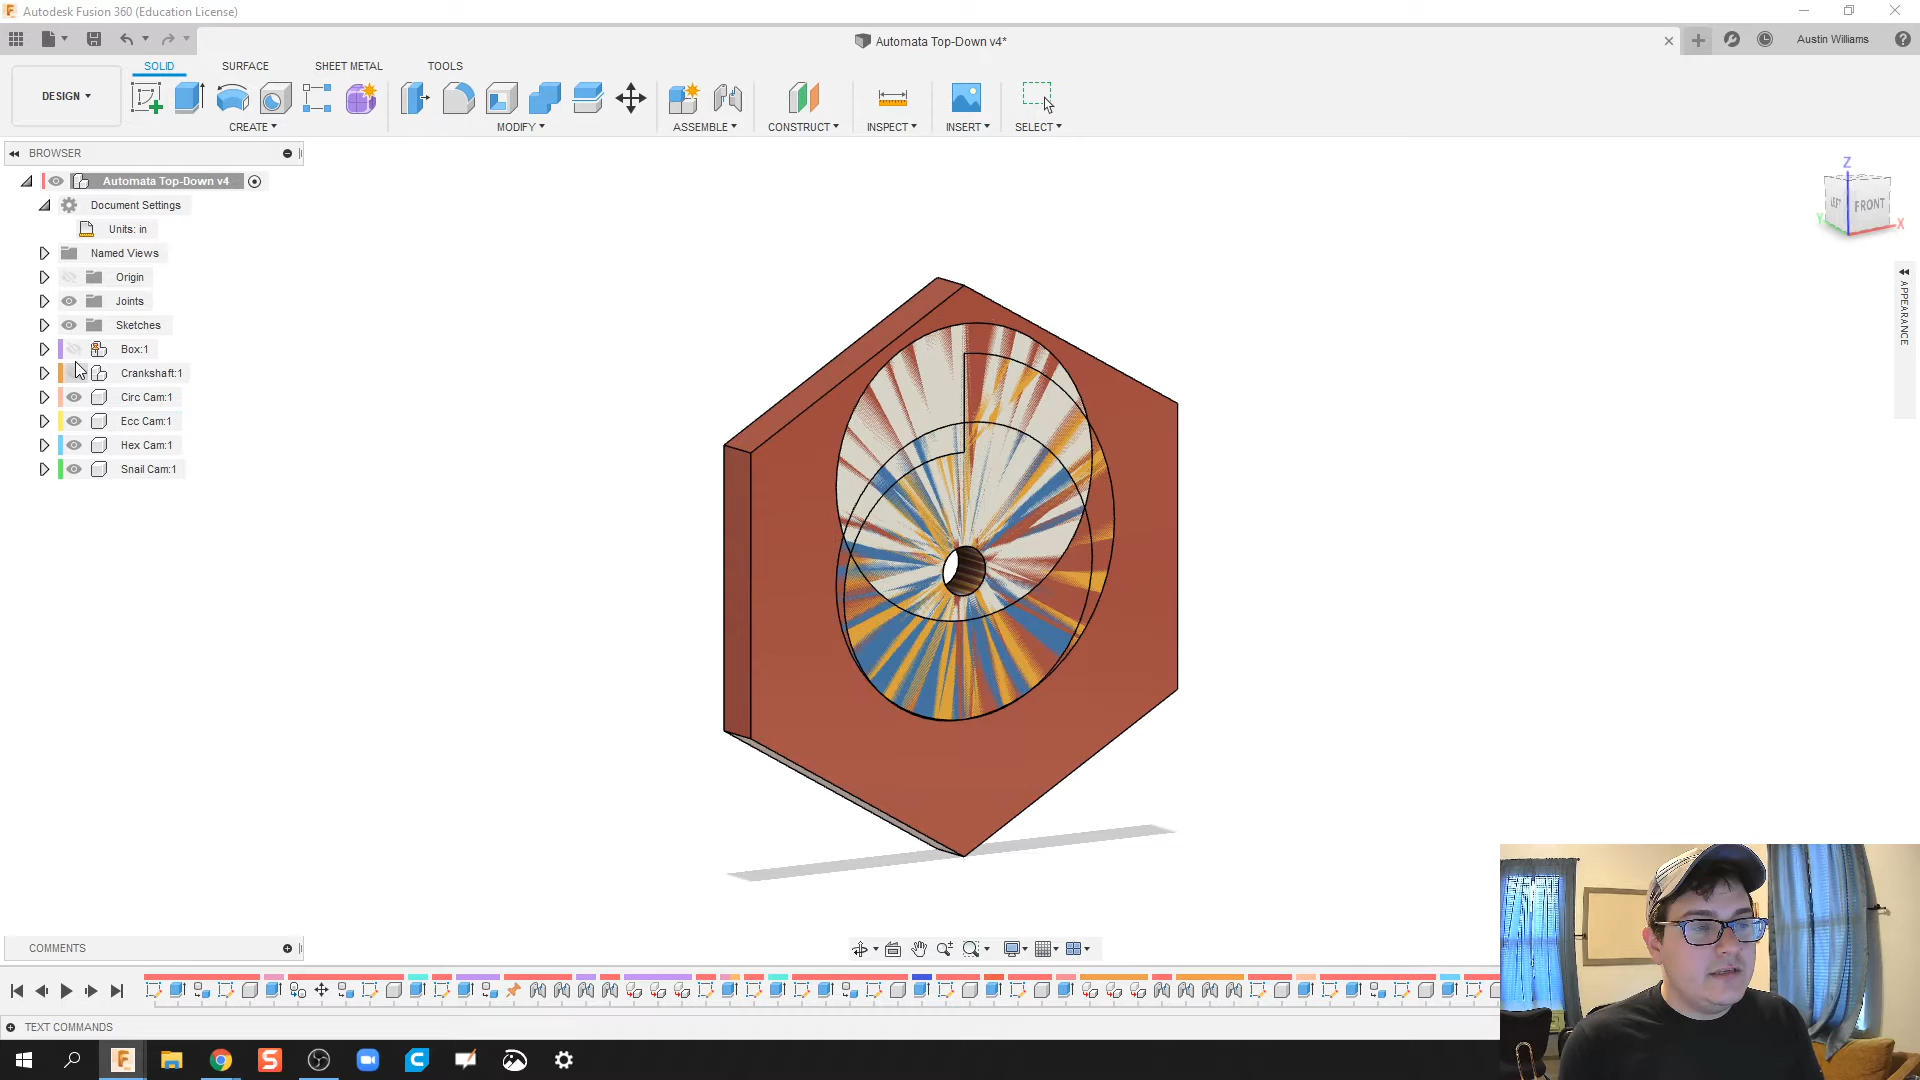 Autodesk Fusion 360 (Education License)
Automata Top-Down v4*
Austin Williams
DESIGN
SOLID
SURFACE
SHEET METAL
TOOLS
CREATE
MODIFY
ASSEMBLE
CONSTRUCT
INSPECT
INSERT
SELECT
BROWSER
Automata Top-Down v4
Document Settings
Units: in
Named Views
Origin
Joints
Sketches
Box:1
Crankshaft:1
Circ Cam:1
Ecc Cam:1
Hex Cam:1
Snail Cam:1
Z
LEFT
FRONT
Y
X
APPEARANCE
COMMENTS
TEXT COMMANDS